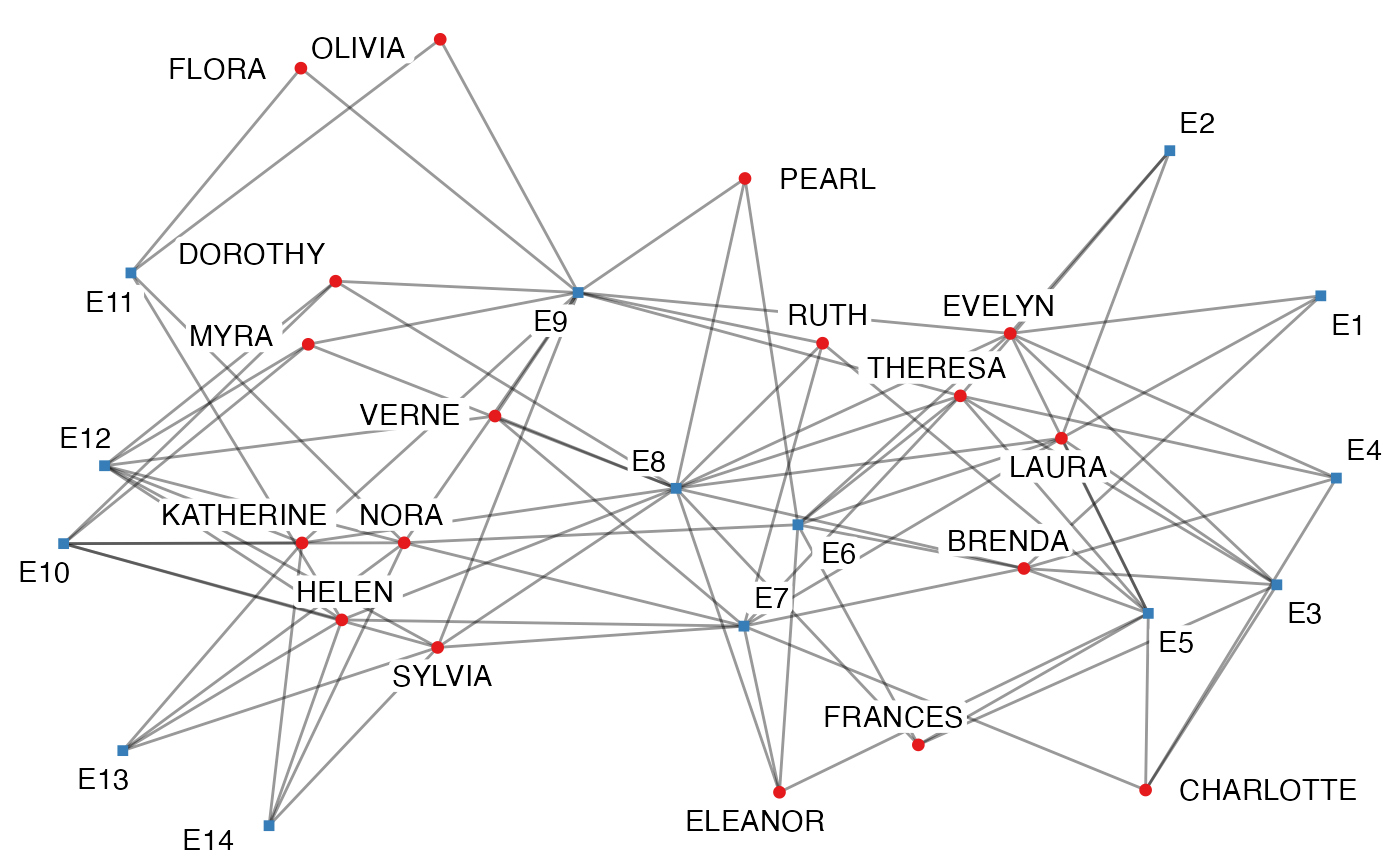 OLIVIA
FLORA
E2
PEARL
DOROTHY
E11
EVELYN
RUTH
E9
E1
MYRA
THERESA
VERNE
E12
E4
E8
LAURA
KATHERINE
NORA
BRENDA
E6
E10
HELEN
E7
E3
E5
SYLVIA
FRANCES
E13
CHARLOTTE
ELEANOR
E14